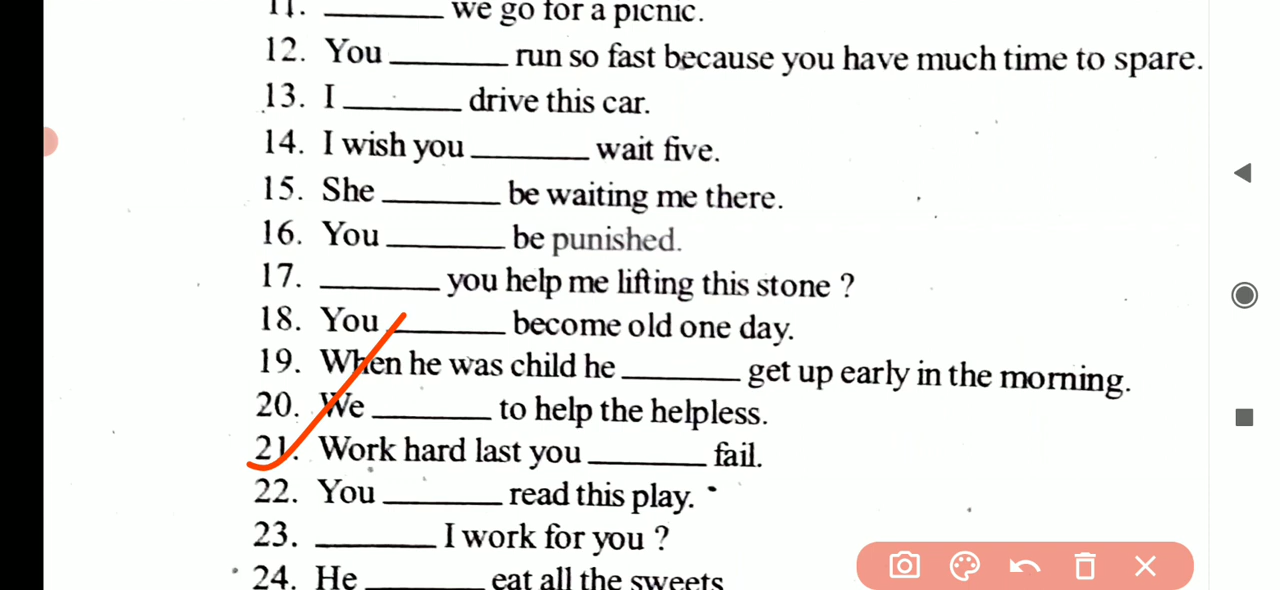 11. ________ we go for a picnic.
12. You ________ run so fast because you have much time to spare.
13. I ________ drive this car.
14. I wish you ________ wait five.
15. She ________ be waiting me there.
16. You ________ be punished.
17. ________ you help me lifting this stone ?
18. You ________ become old one day.
19. When he was child he ________ get up early in the morning.
20. We ________ to help the helpless.
21. Work hard last you ________ fail.
22. You ________ read this play.
23. ________ I work for you ?
24. He ________ eat all the sweets